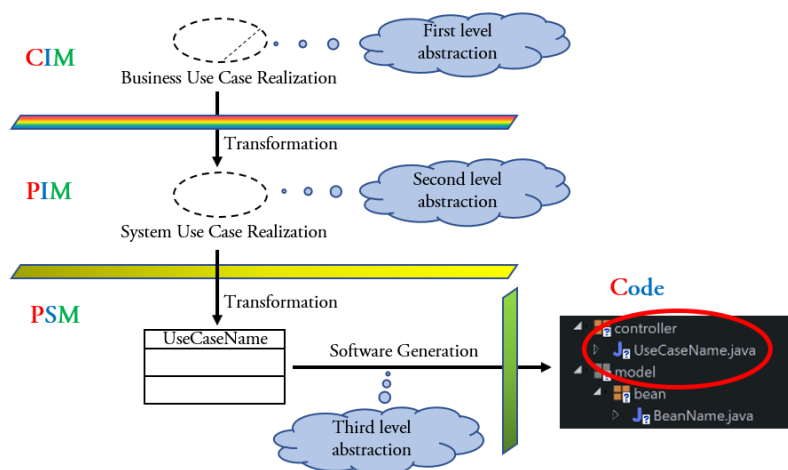 First level
abstraction
CIM
Business Use Case Realization
Transformation
PIM
Second level
abstraction
System Use Case Realization
PSM
Transformation
Code
UseCaseName
Software Generation
controller
UseCaseName.java
model
bean
BeanName.java
Third level
abstraction